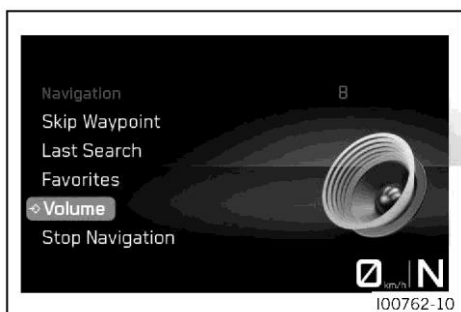 Navigation
8
Skip Waypoint
Last Search
Favorites
Volume
Stop Navigation
0 km/h N
I00762-10